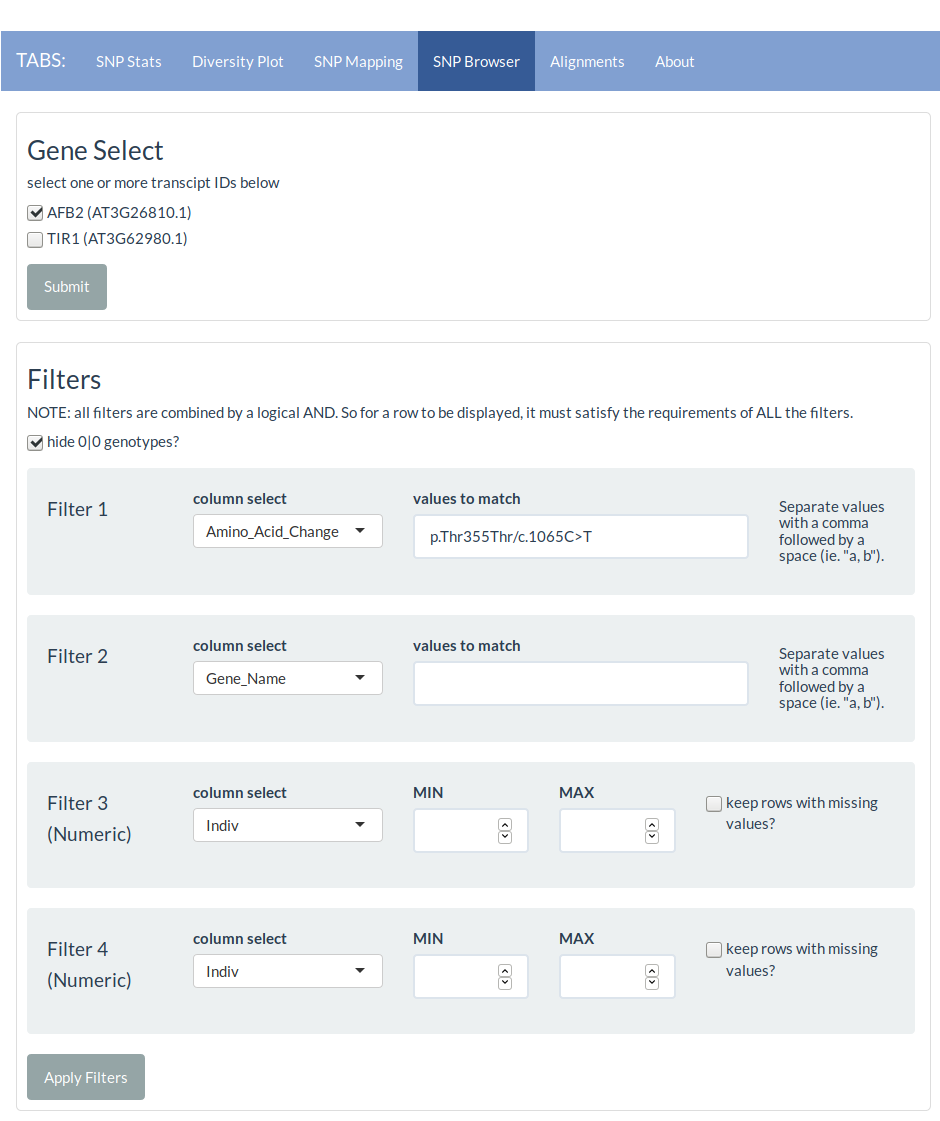 TABS: SNP Stats Diversity Plot SNP Mapping SNP Browser Alignments About
Gene Select
select one or more transcipt IDs below
AFB2 (AT3G26810.1)
TIR1 (AT3G62980.1)
Submit
Filters
NOTE: all filters are combined by a logical AND. So for a row to be displayed, it must satisfy the requirements of ALL the filters.
hide 0|0 genotypes?
Filter 1
column select
Amino_Acid_Change
values to match
p.Thr355Thr/c.1065C>T
Separate values
with a comma
followed by a
space (ie. "a, b").
Filter 2
column select
Gene_Name
values to match
Separate values
with a comma
followed by a
space (ie. "a, b").
Filter 3
(Numeric)
column select
Indiv
MIN
MAX
keep rows with missing
values?
Filter 4
(Numeric)
column select
Indiv
MIN
MAX
keep rows with missing
values?
Apply Filters